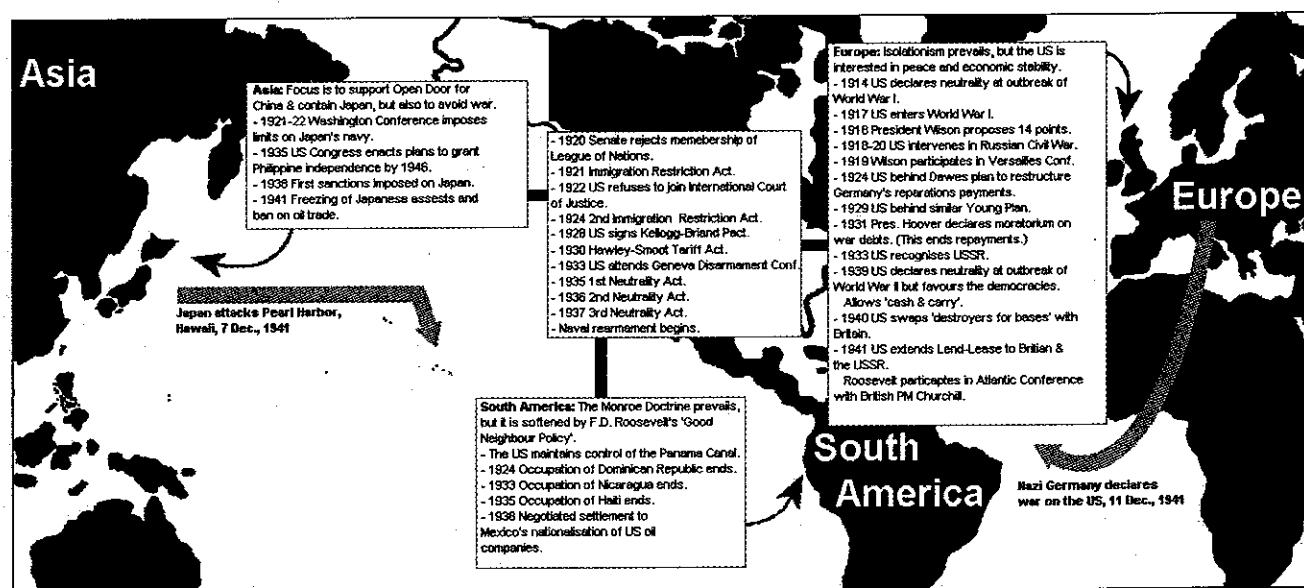 Asia
Asia: Focus is to support Open Door for
China & contain Japan, but also to avoid war.
- 1921-22 Washington Conference imposes
limits on Japan's navy.
- 1935 US Congress enacts plans to grant
Philippine independence by 1946.
- 1938 First sanctions imposed on Japan.
- 1941 Freezing of Japanese assests and
ban on oil trade.
Japan attacks Pearl Harbor,
Hawaii, 7 Dec., 1941
- 1920 Senate rejects memebership of
League of Nations.
- 1921 Immigration Restriction Act.
- 1922 US refuses to join International Court
of Justice.
- 1924 2nd Immigration Restriction Act.
- 1928 US signs Kellogg-Briand Pact.
- 1930 Hawley-Smoot Tariff Act.
- 1933 US attends Geneva Disarmament Conf.
- 1935 1st Neutrality Act.
- 1936 2nd Neutrality Act.
- 1937 3rd Neutrality Act.
- Naval rearmament begins.
Europe: Isolationism prevails, but the US is
interested in peace and economic stability.
- 1914 US declares neutrality at outbreak of
World War I.
- 1917 US enters World War I.
- 1918 President Wilson proposes 14 points.
- 1918-20 US intervenes in Russian Civil War.
- 1919 Wilson participates in Versailles Conf.
- 1924 US behind Dawes plan to restructure
Germany's reparations payments.
- 1929 US behind similar Young Plan.
- 1931 Pres. Hoover declares moratorium on
war debts. (This ends repayments.)
- 1933 US recognises USSR.
- 1939 US declares neutrality at outbreak of
World War II but favours the democracies.
Allows 'cash & carry'.
- 1940 US swaps 'destroyers for bases' with
Britain.
- 1941 US extends Lend-Lease to Britian &
the USSR.
Roosevelt particaptes in Atlantic Conference
with British PM Churchill.
Europe
South America: The Monroe Doctrine prevails,
but it is softened by F.D. Roosevelt's 'Good
Neighbour Policy'.
- The US maintains control of the Panama Canal.
- 1924 Occupation of Dominican Republic ends.
- 1933 Occupation of Nicaragua ends.
- 1935 Occupation of Haiti ends.
- 1938 Negotiated settlement to
Mexico's nationalisation of US oil
companies.
South
America
Nazi Germany declares
war on the US, 11 Dec., 1941